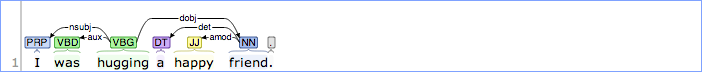 dobj
nsubj det
aux amod
PRP VBD VBG DT JJ NN .
1 I was hugging a happy friend.